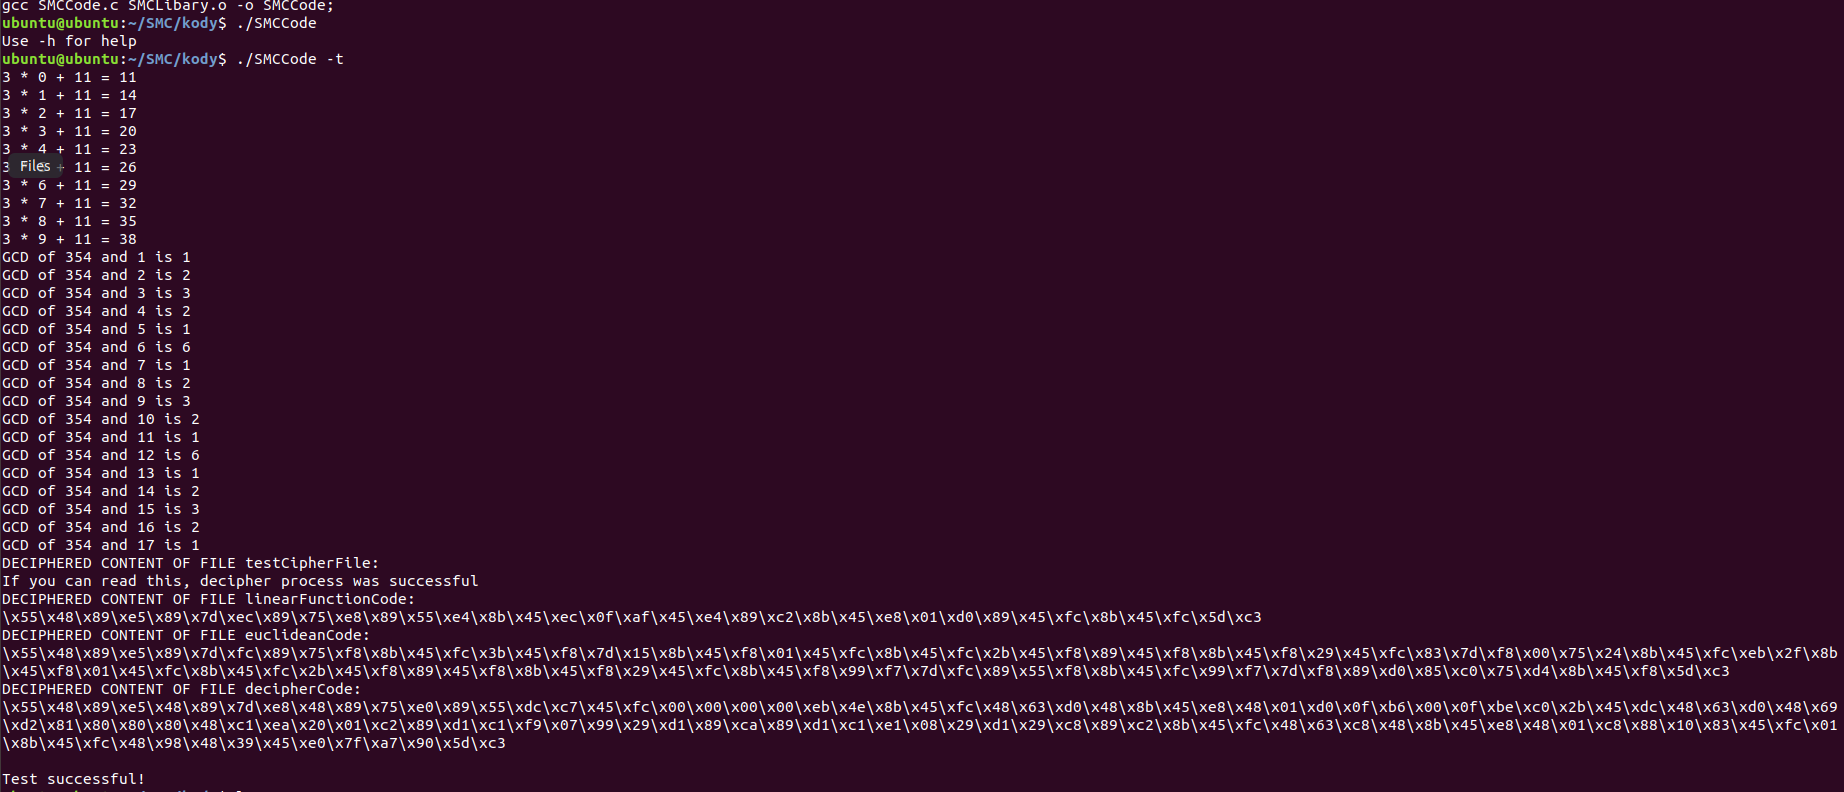 gcc SMCCode.c SMCLibary.o -o SMCCode;
ubuntu@ubuntu:~/SMC/kody$ ./SMCCode
Use -h for help
ubuntu@ubuntu:~/SMC/kody$ ./SMCCode -t
3 * 0 + 11 = 11
3 * 1 + 11 = 14
3 * 2 + 11 = 17
3 * 3 + 11 = 20
3 * 4 + 11 = 23
3 Files + 11 = 26
3 * 6 + 11 = 29
3 * 7 + 11 = 32
3 * 8 + 11 = 35
3 * 9 + 11 = 38
GCD of 354 and 1 is 1
GCD of 354 and 2 is 2
GCD of 354 and 3 is 3
GCD of 354 and 4 is 2
GCD of 354 and 5 is 1
GCD of 354 and 6 is 6
GCD of 354 and 7 is 1
GCD of 354 and 8 is 2
GCD of 354 and 9 is 3
GCD of 354 and 10 is 2
GCD of 354 and 11 is 1
GCD of 354 and 12 is 6
GCD of 354 and 13 is 1
GCD of 354 and 14 is 2
GCD of 354 and 15 is 3
GCD of 354 and 16 is 2
GCD of 354 and 17 is 1
DECIPHERED CONTENT OF FILE testCipherFile:
If you can read this, decipher process was successful
DECIPHERED CONTENT OF FILE linearFunctionCode:
\x55\x48\x89\xe5\x89\x7d\xec\x89\x75\xe8\x89\x55\xe4\x8b\x45\xec\x0f\xaf\x45\xe4\x89\xc2\x8b\x45\xe8\x01\xd0\x89\x45\xfc\x8b\x45\xfc\x5d\xc3
DECIPHERED CONTENT OF FILE euclideanCode:
\x55\x48\x89\xe5\x89\x7d\xfc\x89\x75\xf8\x8b\x45\xfc\x3b\x45\xf8\x7d\x15\x8b\x45\xf8\x01\x45\xfc\x8b\x45\xfc\x2b\x45\xf8\x89\x45\xf8\x8b\x45\xf8\x29\x45\xfc\x83\x7d\xf8\x00\x75\x24\x8b\x45\xfc\xeb\x2f\x8b
\x45\xf8\x01\x45\xfc\x8b\x45\xfc\x2b\x45\xf8\x89\x45\xf8\x8b\x45\xf8\x29\x45\xfc\x8b\x45\xf8\x99\xf7\x7d\xfc\x89\x55\xf8\x8b\x45\xfc\x99\xf7\x7d\xf8\x89\xd0\x85\xc0\x75\xd4\x8b\x45\xf8\x5d\xc3
DECIPHERED CONTENT OF FILE decipherCode:
\x55\x48\x89\xe5\x48\x89\x7d\xe8\x48\x89\x75\xe0\x89\x55\xdc\xc7\x45\xfc\x00\x00\x00\x00\xeb\x4e\x8b\x45\xfc\x48\x63\xd0\x48\x8b\x45\xe8\x48\x01\xd0\x0f\xb6\x00\x0f\xbe\xc0\x2b\x45\xdc\x48\x63\xd0\x48\x69
\xd2\x81\x80\x80\x80\x48\xc1\xea\x20\x01\xc2\x89\xd1\xc1\xf9\x07\x99\x29\xd1\x89\xca\x89\xd1\xc1\xe1\x08\x29\xd1\x29\xc8\x89\xc2\x8b\x45\xfc\x48\x63\xc8\x48\x8b\x45\xe8\x48\x01\xc8\x88\x10\x83\x45\xfc\x01
\x8b\x45\xfc\x48\x98\x48\x39\x45\xe0\x7f\xa7\x90\x5d\xc3
Test successful!